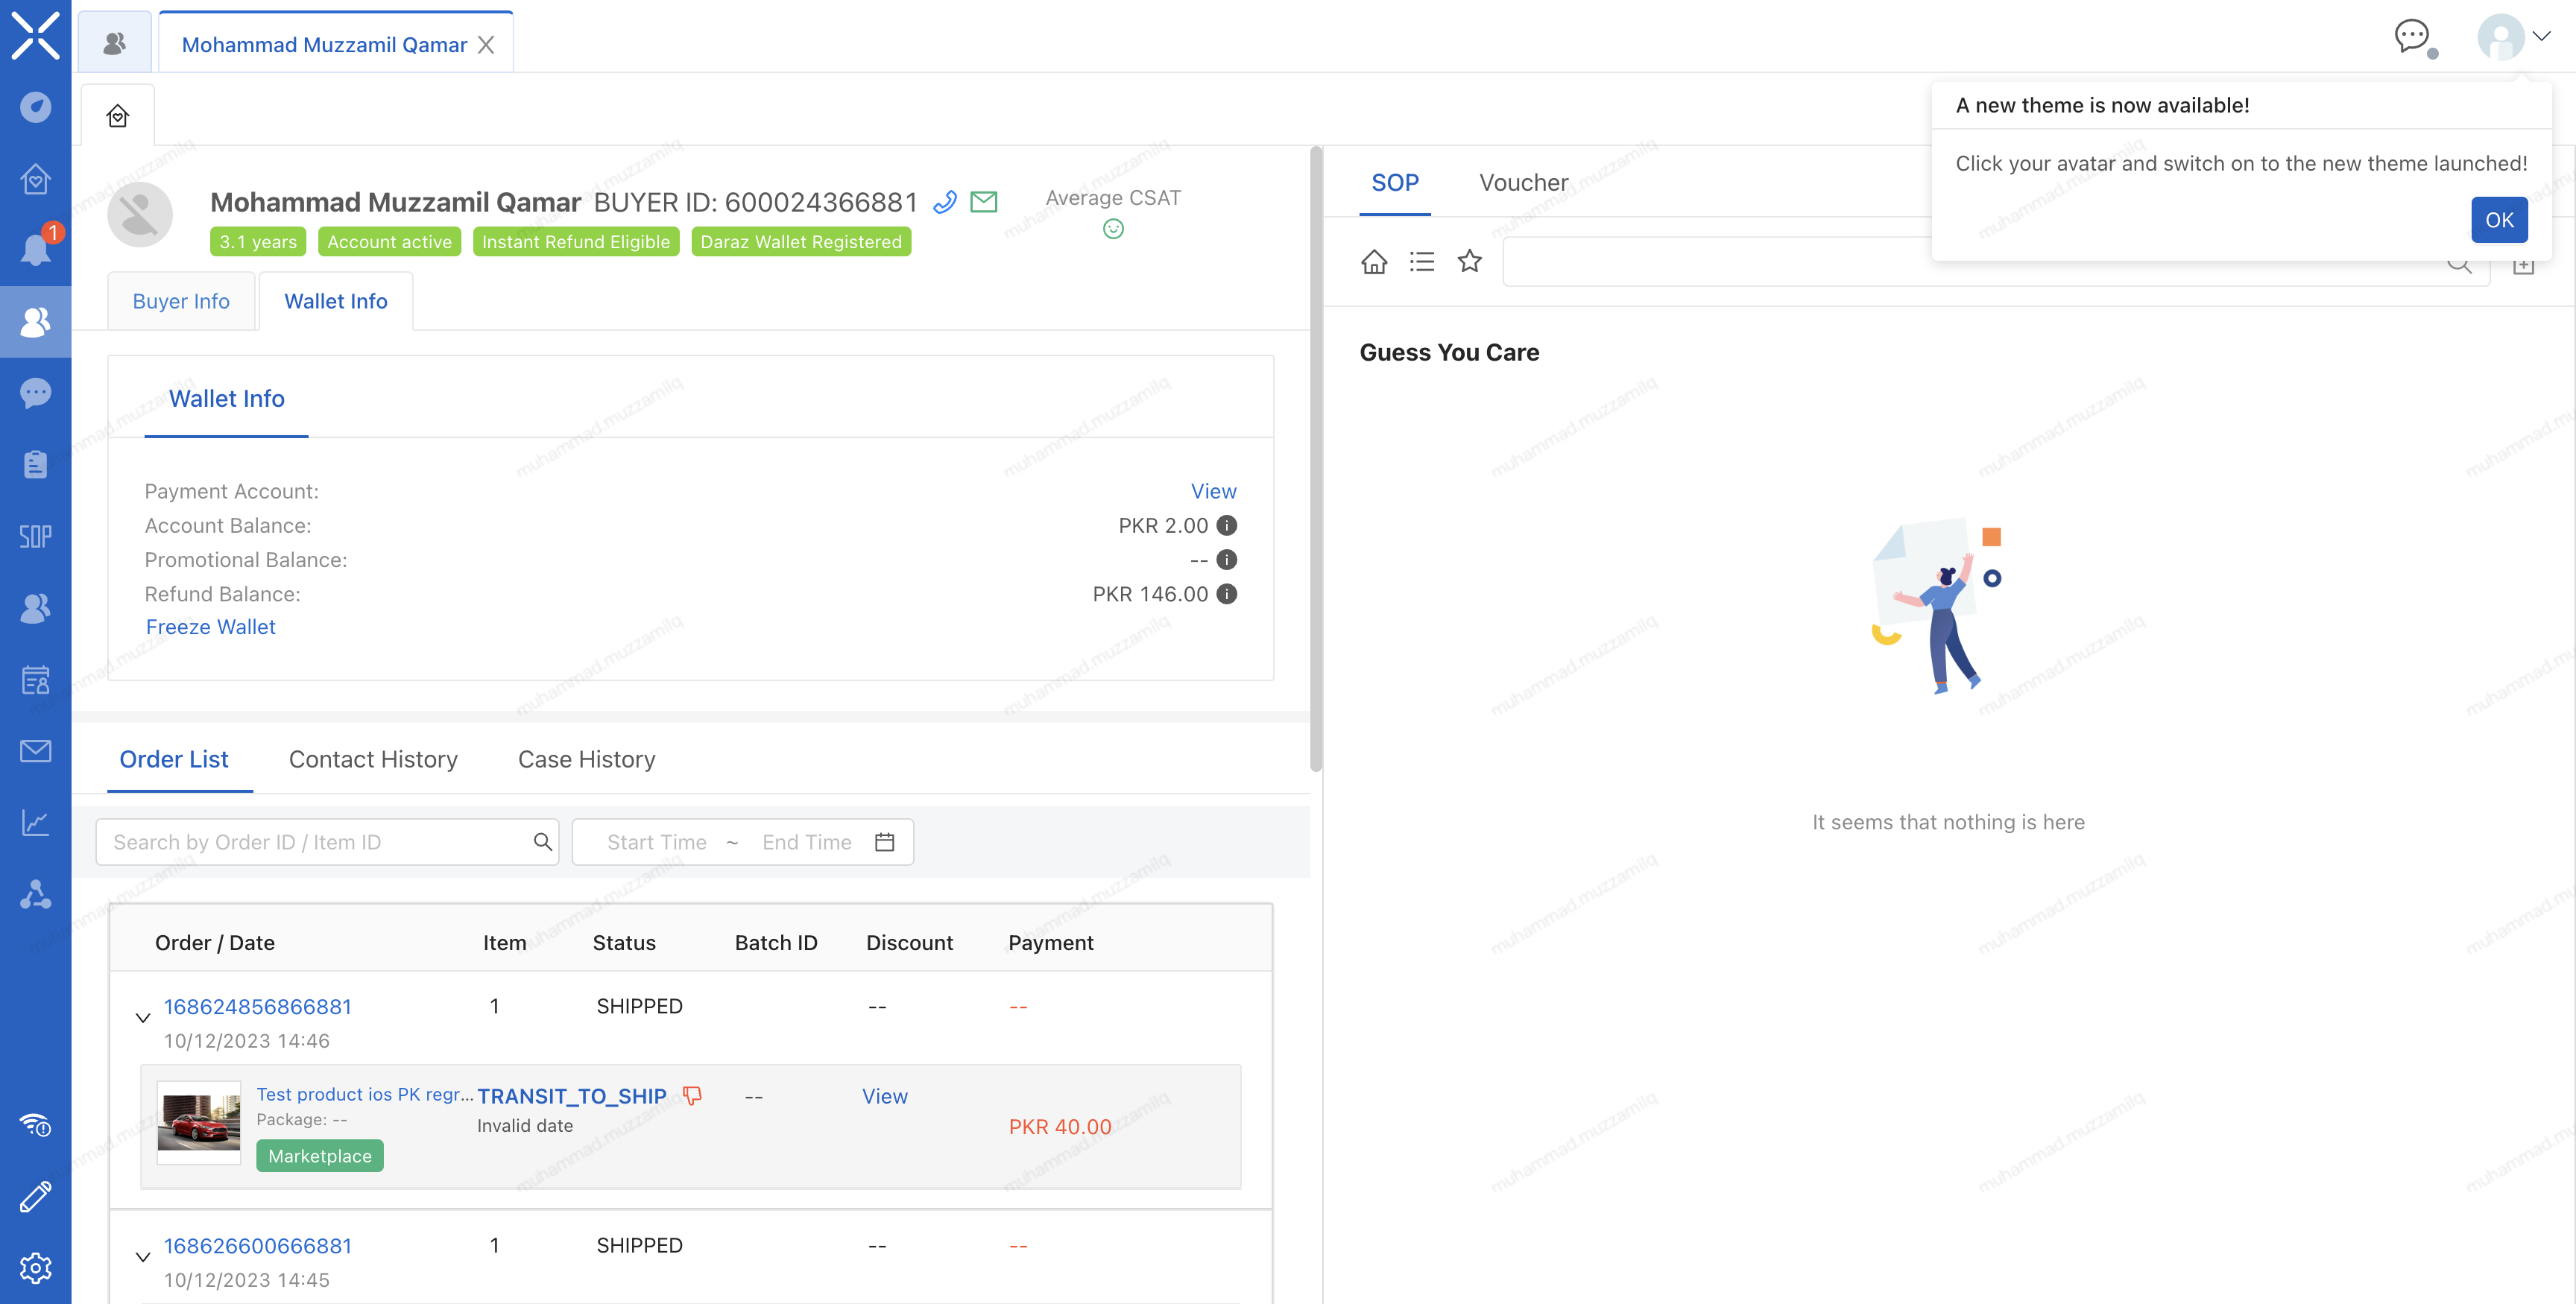 Mohammad Muzzamil Qamar
A new theme is now available!
Click your avatar and switch on to the new theme launched!
OK
1
SOP
Mohammad Muzzamil Qamar BUYER ID: 600024366881
Average CSAT
3.1 years Account active Instant Refund Eligible Daraz Wallet Registered
Buyer Info Wallet Info
Wallet Info
Payment Account: View
Account Balance: PKR 2.00
Promotional Balance: --
Refund Balance: PKR 146.00
Freeze Wallet
Order List Contact History Case History
Search by Order ID / Item ID Start Time ~ End Time
Order / Date Item Status Batch ID Discount Payment
168624856866881 1 SHIPPED -- --
10/12/2023 14:46
Test product ios PK regr... TRANSIT_TO_SHIP -- View
Package: -- Invalid date PKR 40.00
Marketplace
168626600666881 1 SHIPPED -- --
10/12/2023 14:45
SOP Voucher
Guess You Care
It seems that nothing is here
muhammad.muzzamilq